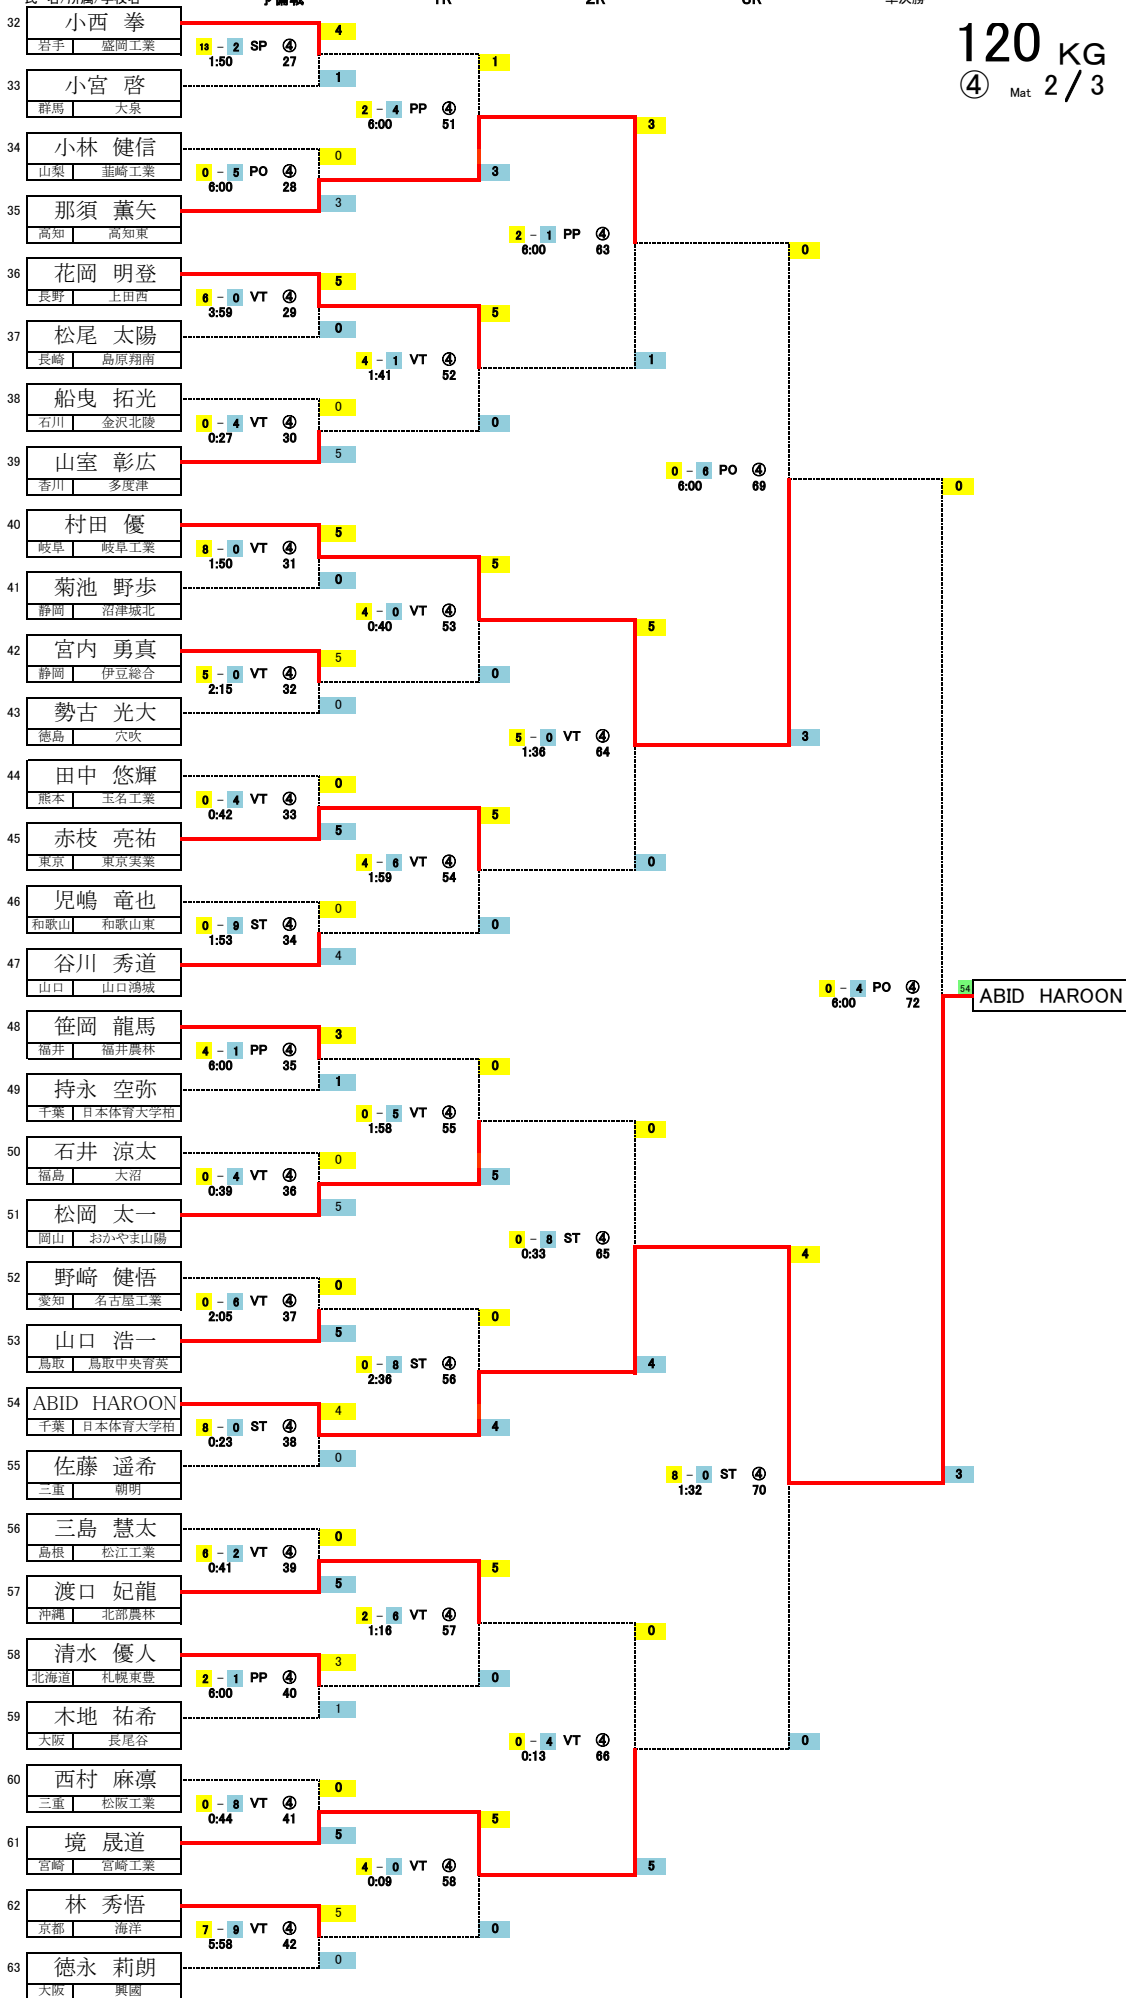 氏 名/所属/学校名 予備戦 1R 2R 3R 準決勝
120 KG
④ Mat 2 / 3
32 小西 拳
岩手 盛岡工業
13 - 2 SP ④
1:50 27
4
1
33 小宮 啓
群馬 大泉
2 - 4 PP ④
6:00 51
1
3
34 小林 健信
山梨 韮崎工業
0 - 5 PO ④
6:00 28
0
3
35 那須 薫矢
高知 高知東
2 - 1 PP ④
6:00 63
3
1
36 花岡 明登
長野 上田西
6 - 0 VT ④
3:59 29
5
0
37 松尾 太陽
長崎 島原翔南
4 - 1 VT ④
1:41 52
5
0
38 船曳 拓光
石川 金沢北陵
0 - 4 VT ④
0:27 30
0
5
39 山室 彰広
香川 多度津
0 - 6 PO ④
6:00 69
0
3
40 村田 優
岐阜 岐阜工業
8 - 0 VT ④
1:50 31
5
0
41 菊池 野歩
静岡 沼津城北
4 - 0 VT ④
0:40 53
5
0
42 宮内 勇真
静岡 伊豆総合
5 - 0 VT ④
2:15 32
5
0
43 勢古 光大
徳島 穴吹
5 - 0 VT ④
1:36 64
5
0
44 田中 悠輝
熊本 玉名工業
0 - 4 VT ④
0:42 33
0
5
45 赤枝 亮祐
東京 東京実業
4 - 6 VT ④
1:59 54
5
0
46 児嶋 竜也
和歌山 和歌山東
0 - 9 ST ④
1:53 34
0
4
47 谷川 秀道
山口 山口鴻城
0 - 4 PO ④
6:00 72
0
3
54 ABID HAROON
48 笹岡 龍馬
福井 福井農林
4 - 1 PP ④
6:00 35
3
1
49 持永 空弥
千葉 日本体育大学柏
0 - 5 VT ④
1:58 55
0
5
50 石井 涼太
福島 大沼
0 - 4 VT ④
0:39 36
0
5
51 松岡 太一
岡山 おかやま山陽
0 - 8 ST ④
0:33 65
0
4
52 野﨑 健悟
愛知 名古屋工業
0 - 6 VT ④
2:05 37
0
5
53 山口 浩一
鳥取 鳥取中央育英
0 - 8 ST ④
2:36 56
0
4
54 ABID HAROON
千葉 日本体育大学柏
8 - 0 ST ④
0:23 38
4
0
55 佐藤 遥希
三重 朝明
8 - 0 ST ④
1:32 70
4
0
56 三島 慧太
島根 松江工業
6 - 2 VT ④
0:41 39
0
5
57 渡口 妃龍
沖縄 北部農林
2 - 6 VT ④
1:16 57
5
0
58 清水 優人
北海道 札幌東豊
2 - 1 PP ④
6:00 40
3
1
59 木地 祐希
大阪 長尾谷
0 - 4 VT ④
0:13 66
0
5
60 西村 麻凛
三重 松阪工業
0 - 8 VT ④
0:44 41
0
5
61 境 晟道
宮崎 宮崎工業
4 - 0 VT ④
0:09 58
5
0
62 林 秀悟
京都 海洋
7 - 9 VT ④
5:58 42
5
0
63 徳永 莉朗
大阪 興國